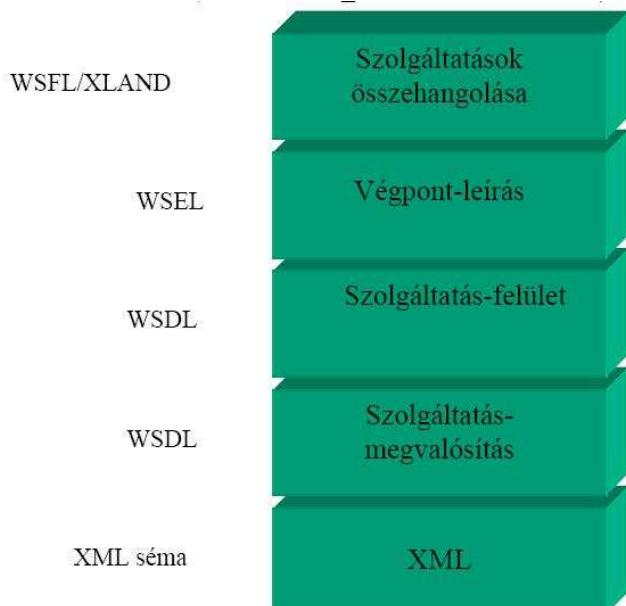 WSFL/XLAND
Szolgáltatások
összehangolása
WSEL
Végpont-leírás
WSDL
Szolgáltatás-felület
WSDL
Szolgáltatás-
megvalósítás
XML séma
XML